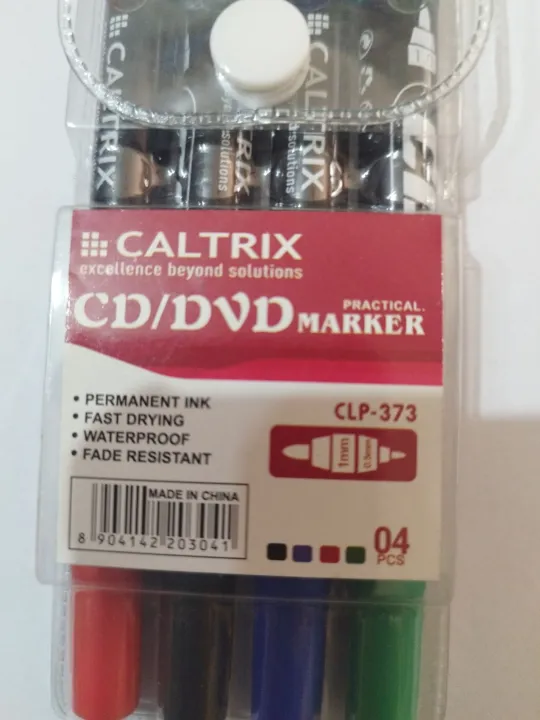 CALTRIX
CALTRIX
solutions
solutions
CALTRIX
excellence beyond solutions
PRACTICAL.
CD/DVD MARKER
• PERMANENT INK
• FAST DRYING
• WATERPROOF
• FADE RESISTANT
CLP-373
1mm
0.5mm
MADE IN CHINA
8 904142 203041
04
PCS